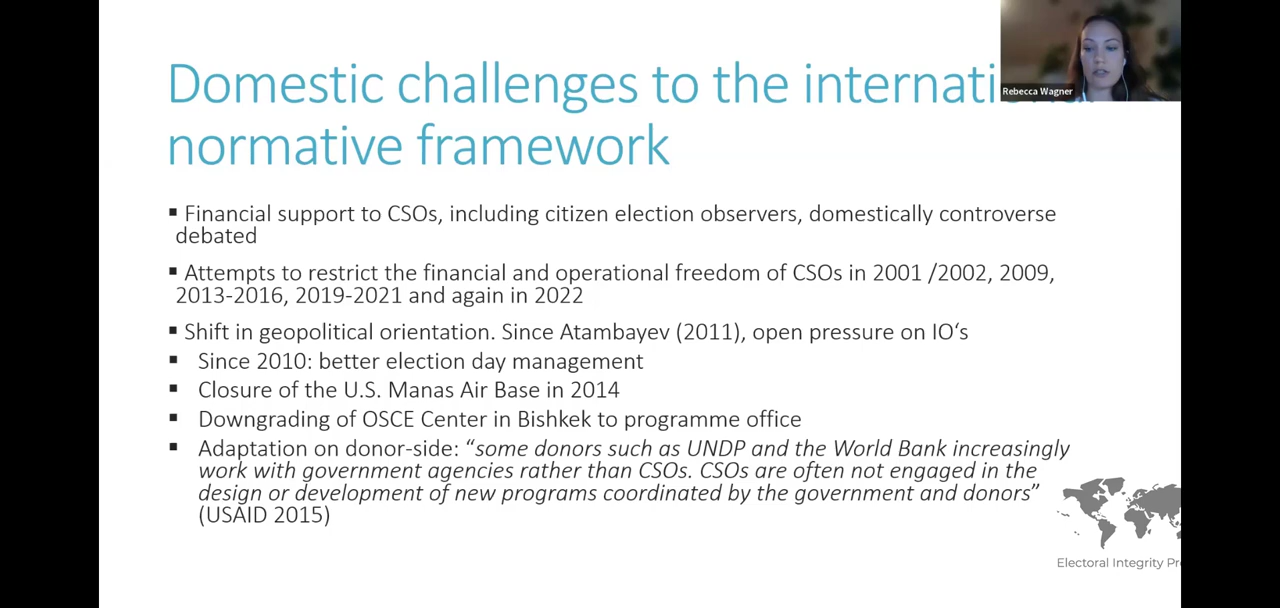 Domestic challenges to the internati
normative framework
Rebecca Wagner
▪ Financial support to CSOs, including citizen election observers, domestically controverse
debated
▪ Attempts to restrict the financial and operational freedom of CSOs in 2001 /2002, 2009,
2013-2016, 2019-2021 and again in 2022
▪ Shift in geopolitical orientation. Since Atambayev (2011), open pressure on IO‘s
▪ Since 2010: better election day management
▪ Closure of the U.S. Manas Air Base in 2014
▪ Downgrading of OSCE Center in Bishkek to programme office
▪ Adaptation on donor-side: “some donors such as UNDP and the World Bank increasingly
work with government agencies rather than CSOs. CSOs are often not engaged in the
design or development of new programs coordinated by the government and donors”
(USAID 2015)
Electoral Integrity Pr